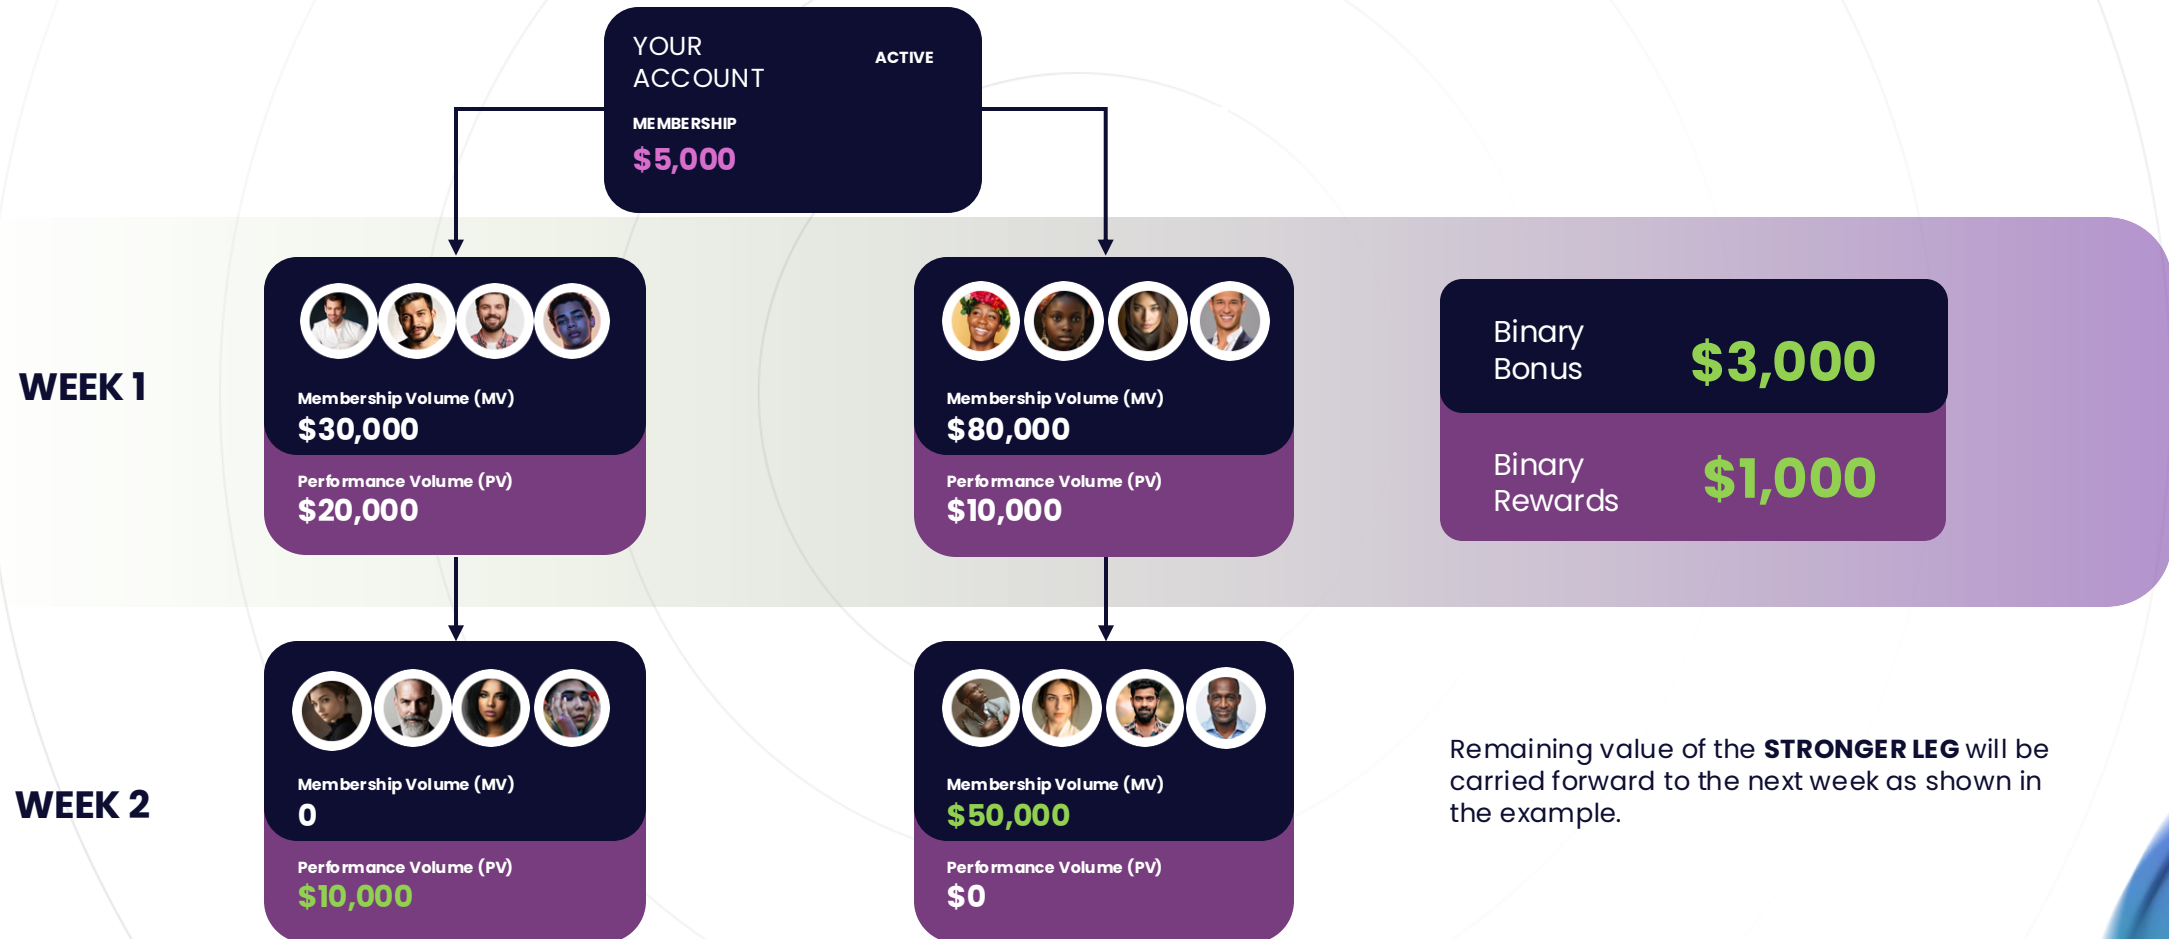 YOUR
ACCOUNT
ACTIVE
MEMBERSHIP
$5,000
WEEK 1
Membership Volume (MV)
$30,000
Performance Volume (PV)
$20,000
Membership Volume (MV)
$80,000
Performance Volume (PV)
$10,000
Binary
Bonus
$3,000
Binary
Rewards
$1,000
WEEK 2
Membership Volume (MV)
0
Performance Volume (PV)
$10,000
Membership Volume (MV)
$50,000
Performance Volume (PV)
$0
Remaining value of the STRONGER LEG will be
carried forward to the next week as shown in
the example.